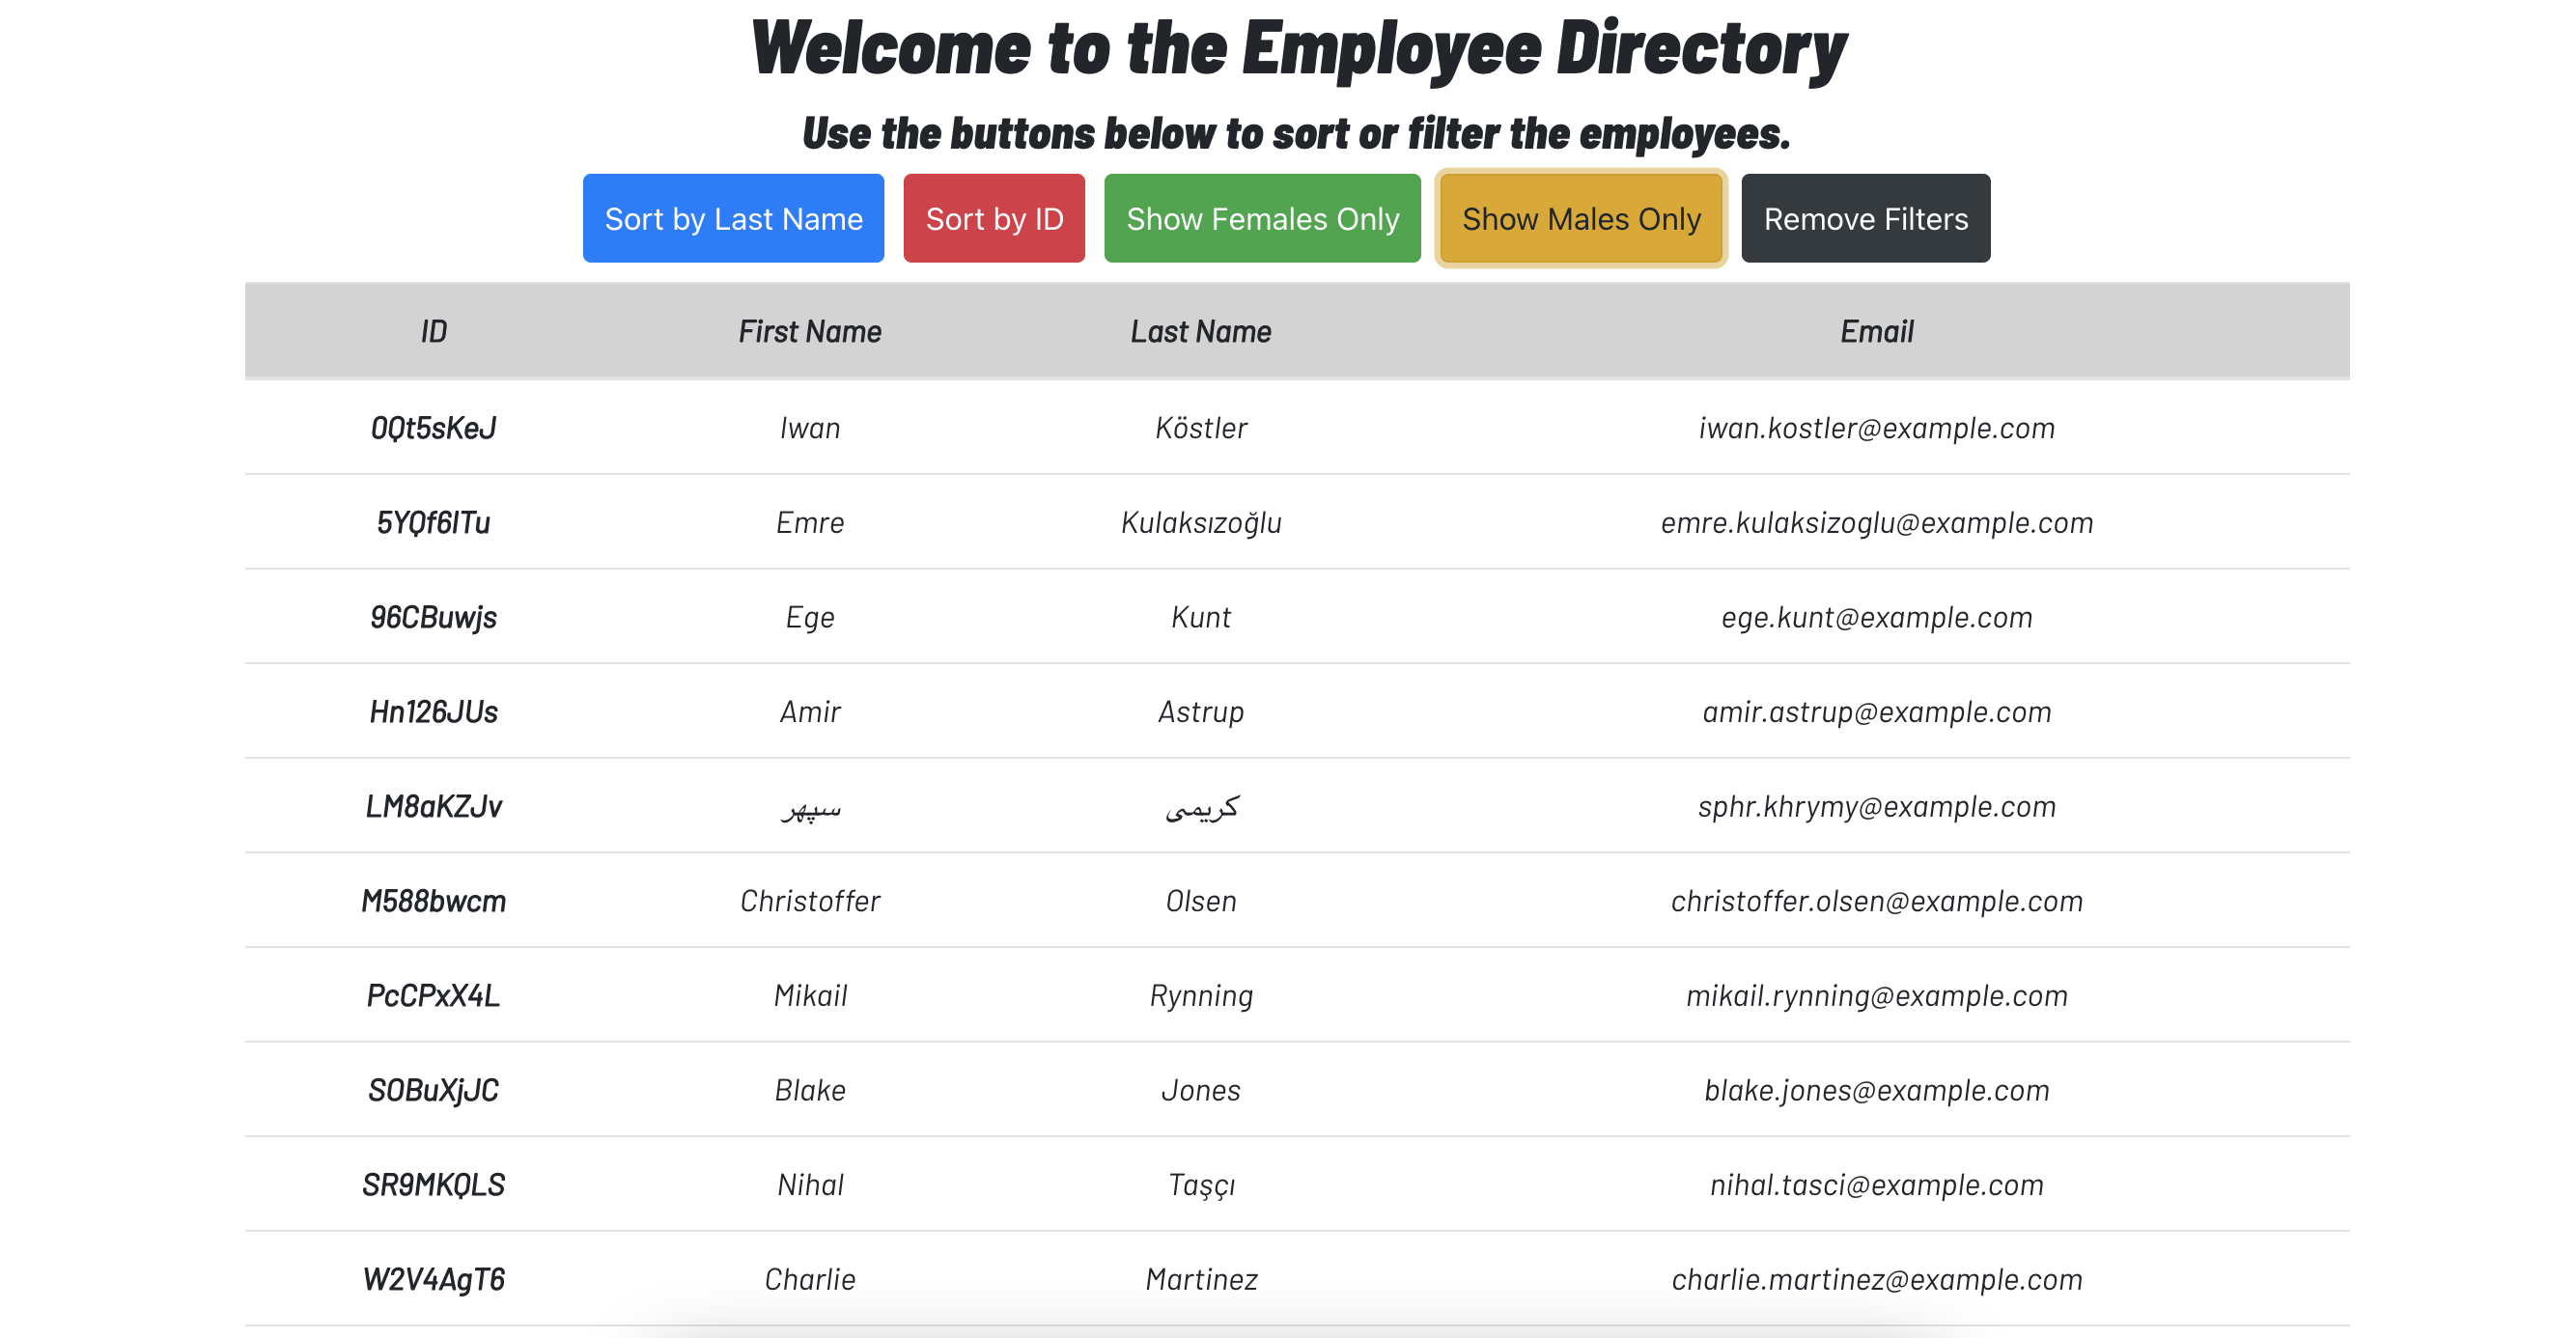 Welcome to the Employee Directory
Use the buttons below to sort or filter the employees.
Sort by Last Name Sort by ID Show Females Only Show Males Only Remove Filters
ID First Name Last Name Email
0Qt5sKeJ Iwan Köstler iwan.kostler@example.com
5YQf6ITu Emre Kulaksızoğlu emre.kulaksizoglu@example.com
96CBuwjs Ege Kunt ege.kunt@example.com
Hn126JUs Amir Astrup amir.astrup@example.com
LM8aKZJv سپهر کریمی sphr.khrymy@example.com
M588bwcm Christoffer Olsen christoffer.olsen@example.com
PcCPxX4L Mikail Rynning mikail.rynning@example.com
SOBuXjJC Blake Jones blake.jones@example.com
SR9MKQLS Nihal Taşçı nihal.tasci@example.com
W2V4AgT6 Charlie Martinez charlie.martinez@example.com